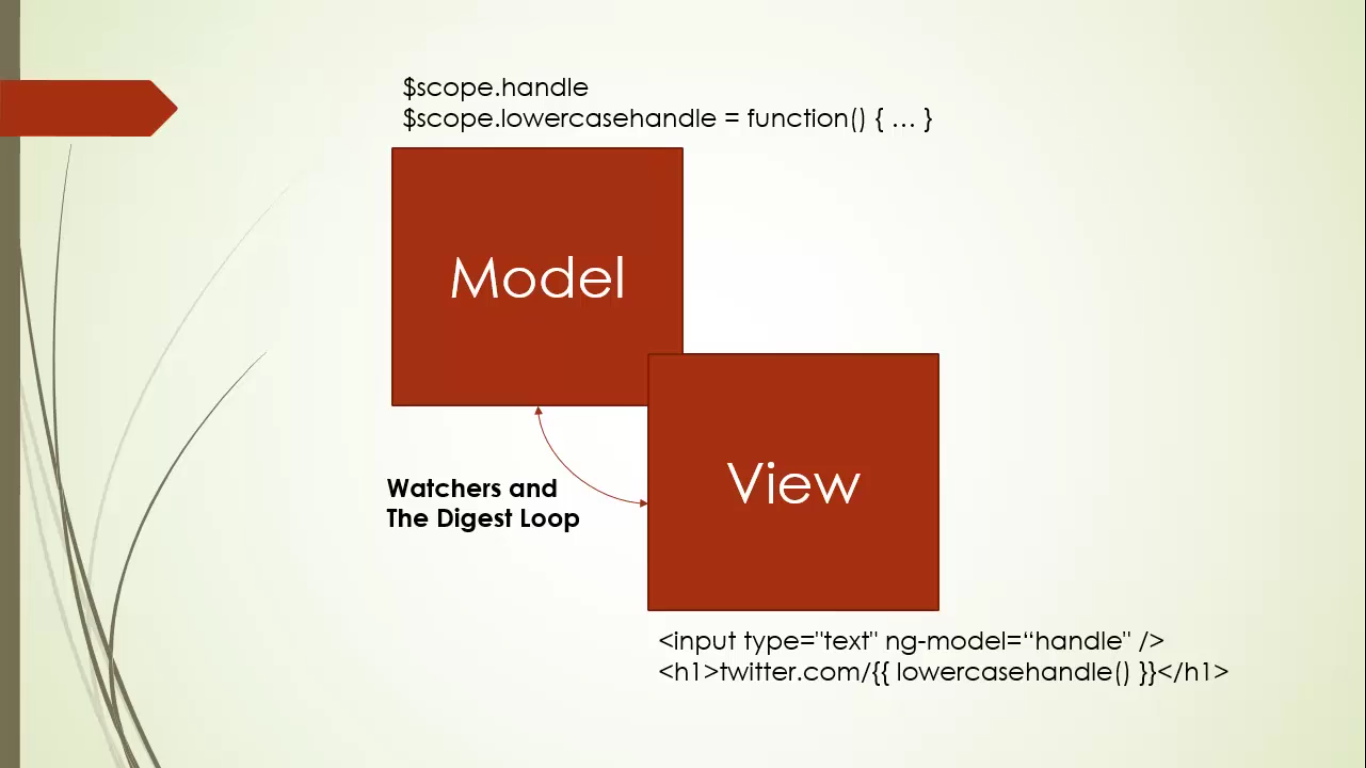 $scope.handle
$scope.lowercasehandle = function() { … }
Model
View
Watchers and
The Digest Loop
<input type="text" ng-model=“handle" />
<h1>twitter.com/{{ lowercasehandle() }}</h1>